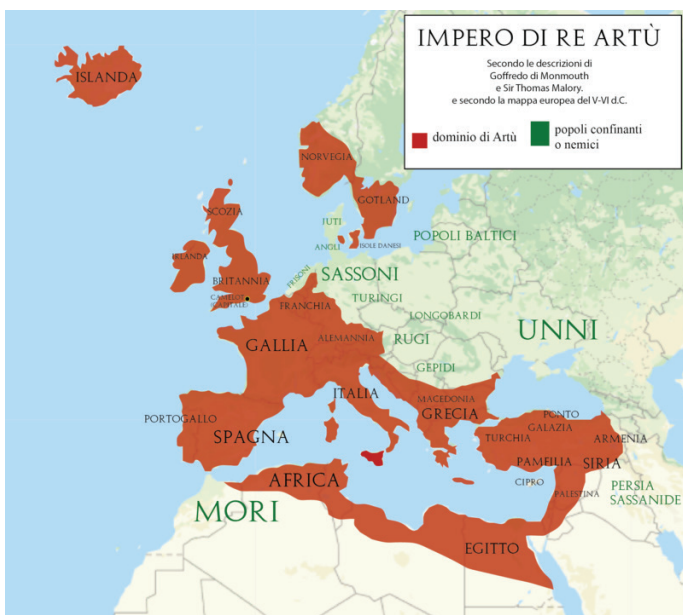 IMPERO DI RE ARTÙ
Secondo le descrizioni di
Goffredo di Monmouth
e Sir Thomas Malory.
e secondo la mappa europea del V-VI d.C.
dominio di Artù
popoli confinanti
o nemici
ISLANDA
NORVEGIA
GOTLAND
SCOZIA
JUTI
ANGLI
ISOLE DANESI
POPOLI BALTICI
IRLANDA
BRITANNIA
CAMELOT
(CAPITALE)
FRISONI
SASSONI
FRANCHIA
TURINGI
LONGOBARDI
UNNI
GALLIA
ALEMANNIA
RUGI
GEPIDI
ITALIA
MACEDONIA
GRECIA
PORTOGALLO
SPAGNA
PONTO
GALAZIA
TURCHIA
ARMENIA
PAMFILIA
SIRIA
AFRICA
CIPRO
PALESTINA
PERSIA
SASSANIDE
MORI
EGITTO